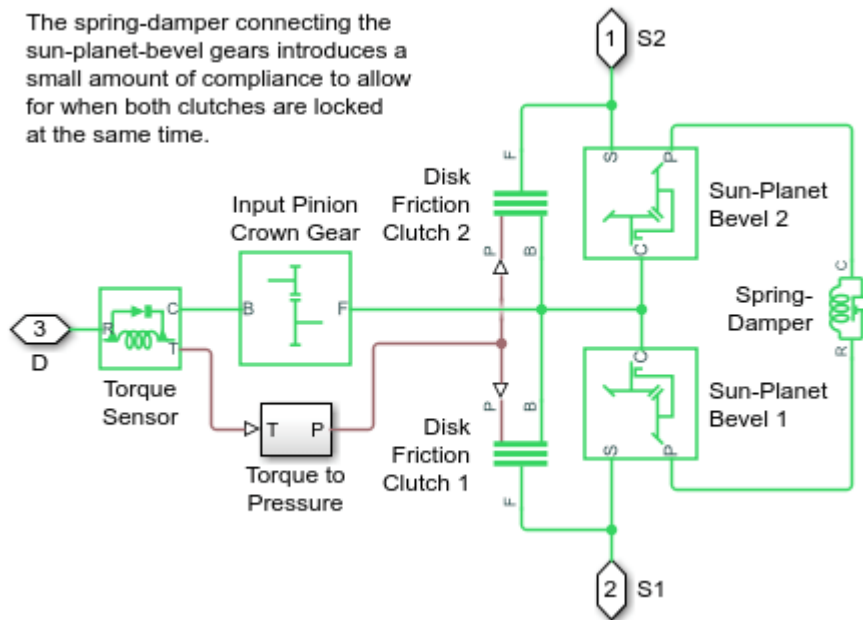 The spring-damper connecting the
sun-planet-bevel gears introduces a
small amount of compliance to allow
for when both clutches are locked
at the same time.
1
S2
F
S
P
Disk
Friction
Clutch 2
Sun-Planet
Bevel 2
Input Pinion
Crown Gear
P
B
C
C
Spring-
Damper
3
D
R
C
T
B
F
R
Torque
Sensor
T
P
Torque to
Pressure
P
B
C
Sun-Planet
Bevel 1
Disk
Friction
Clutch 1
S
P
F
2
S1